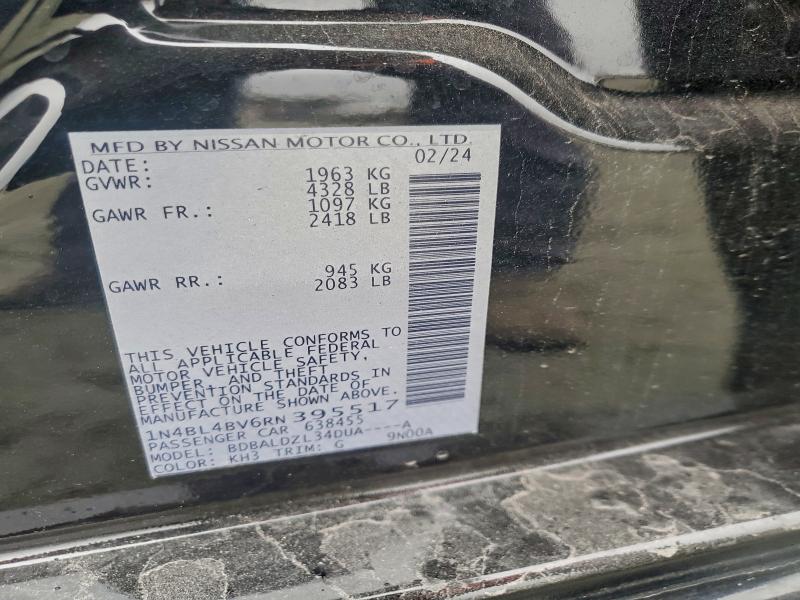 MFD BY NISSAN MOTOR CO., LTD.
DATE: 02/24
GVWR: 1963 KG
4328 LB
GAWR FR.: 1097 KG
2418 LB
GAWR RR.: 945 KG
2083 LB
THIS VEHICLE CONFORMS TO
ALL APPLICABLE FEDERAL
MOTOR VEHICLE SAFETY,
BUMPER, AND THEFT
PREVENTION STANDARDS IN
EFFECT ON THE DATE OF
MANUFACTURE SHOWN ABOVE.
1N4BL4BV6RN395517
PASSENGER CAR 638455
MODEL: BDBALDZL34DUA----A
COLOR: KH3 TRIM: G 9N00A